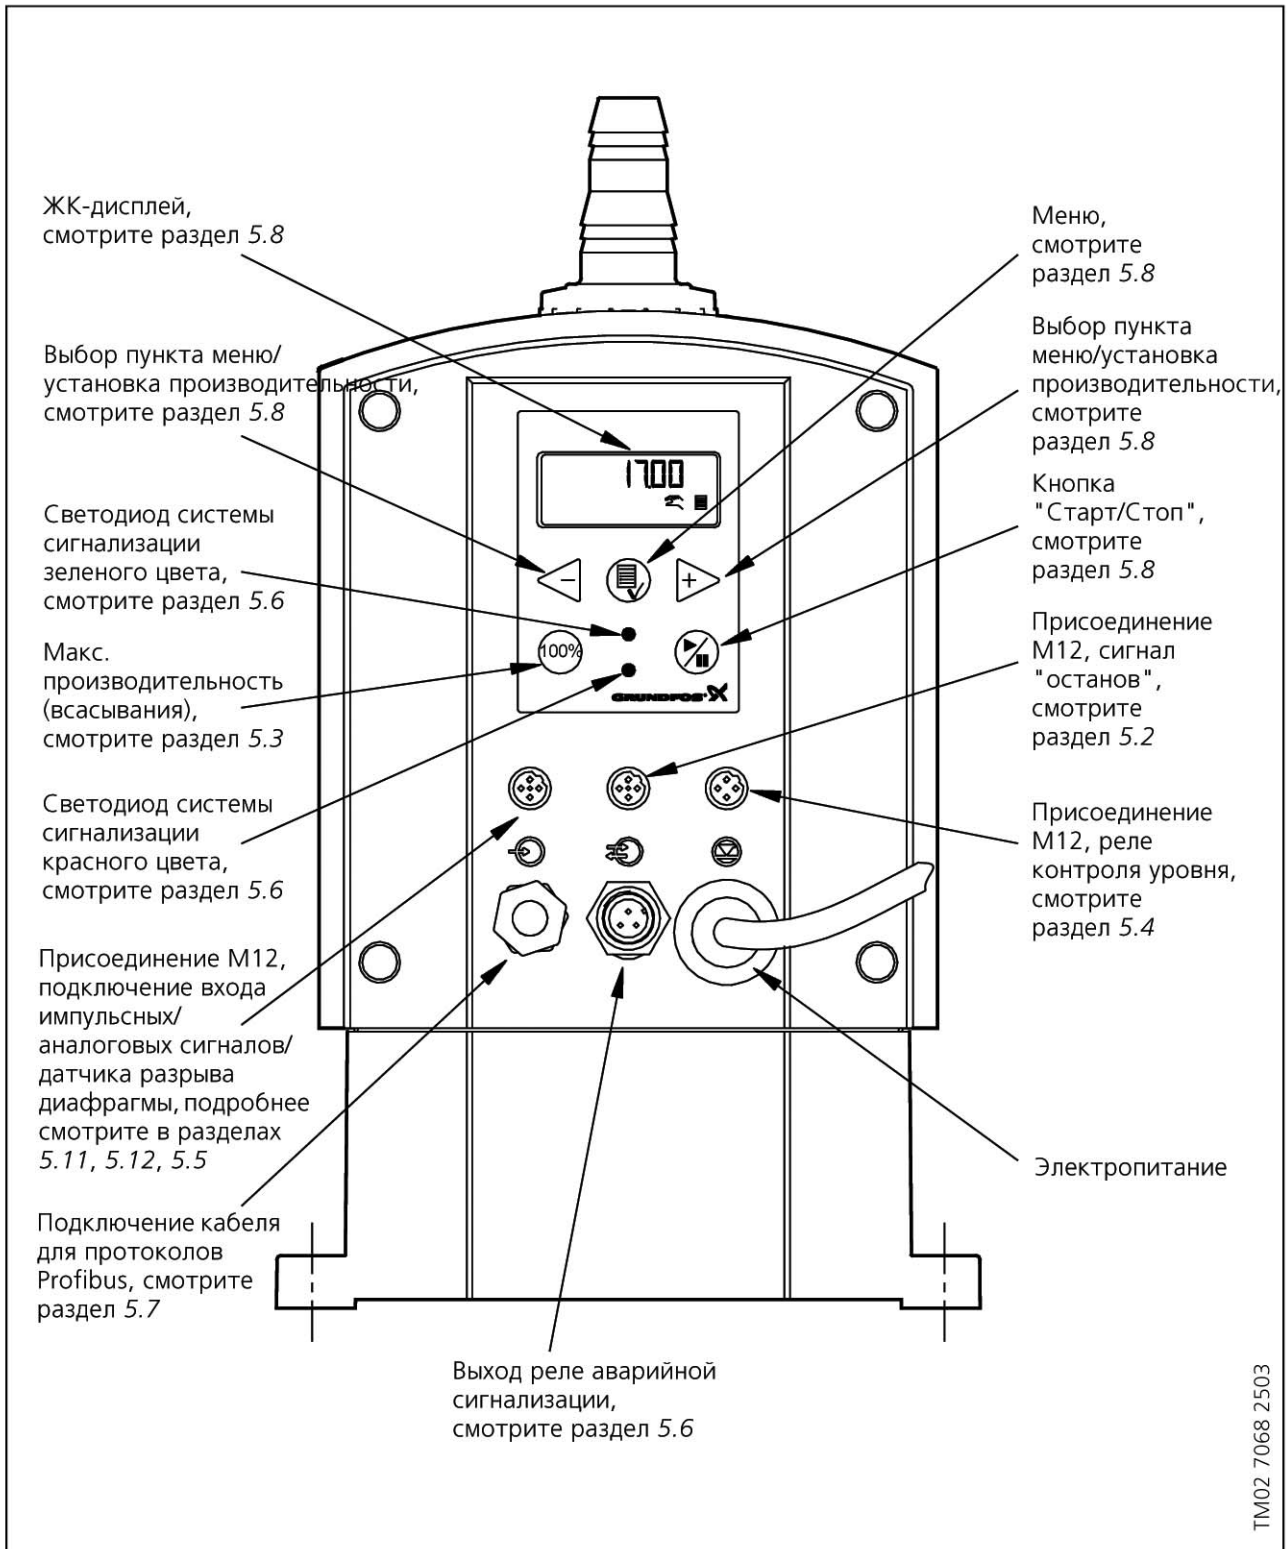 ЖК-дисплей,
смотрите раздел 5.8
Выбор пункта меню/
установка производительности,
смотрите раздел 5.8
Светодиод системы
сигнализации
зеленого цвета,
смотрите раздел 5.6
Макс.
производительность
(всасывания),
смотрите раздел 5.3
Светодиод системы
сигнализации
красного цвета,
смотрите раздел 5.6
Присоединение М12,
подключение входа
импульсных/
аналоговых сигналов/
датчика разрыва
диафрагмы, подробнее
смотрите в разделах
5.11, 5.12, 5.5
Подключение кабеля
для протоколов
Profibus, смотрите
раздел 5.7
17.00
−
+
100%
GRUNDFOS
Меню,
смотрите
раздел 5.8
Выбор пункта
меню/установка
производительности,
смотрите
раздел 5.8
Кнопка
"Старт/Стоп",
смотрите
раздел 5.8
Присоединение
М12, сигнал
"останов",
смотрите
раздел 5.2
Присоединение
М12, реле
контроля уровня,
смотрите
раздел 5.4
Электропитание
Выход реле аварийной
сигнализации,
смотрите раздел 5.6
TM02 7068 2503